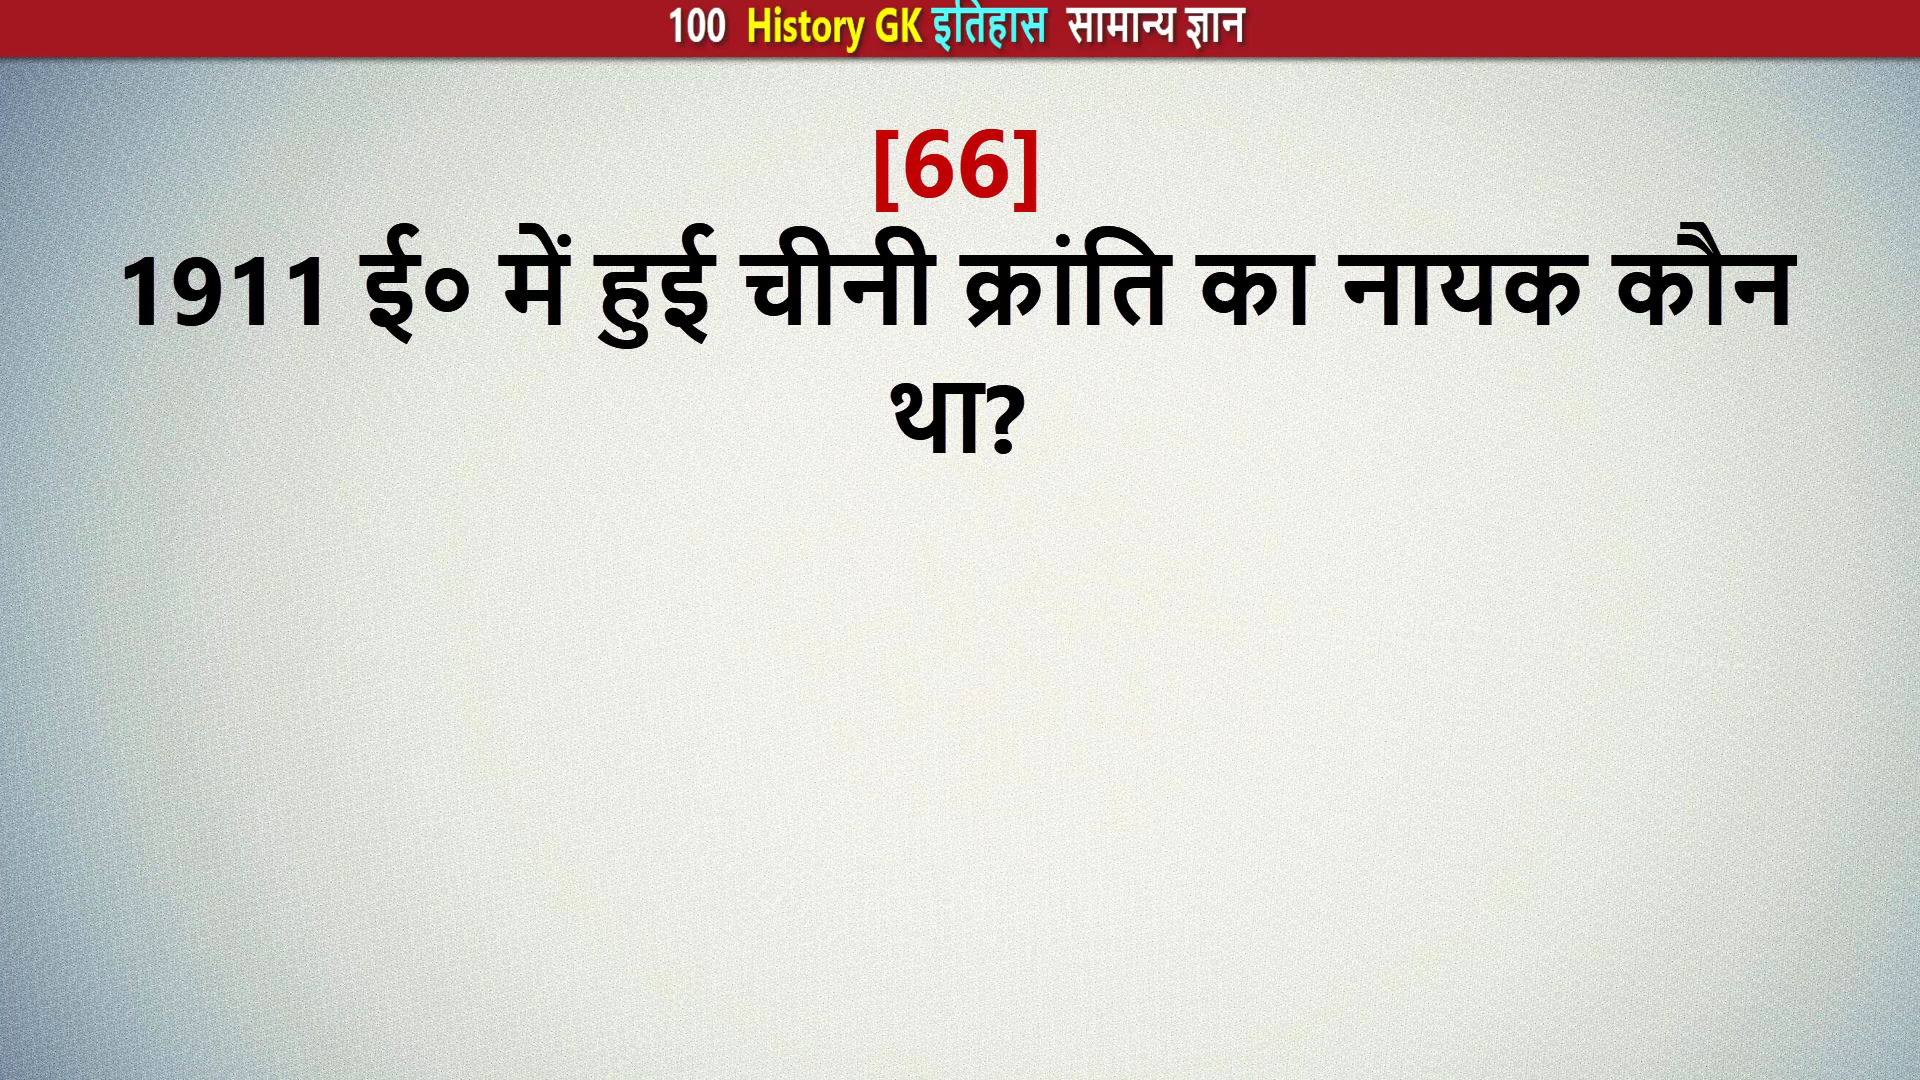 100 History GK इतिहास सामान्य ज्ञान
[66]
1911 ई० में हुई चीनी क्रांति का नायक कौन
था?